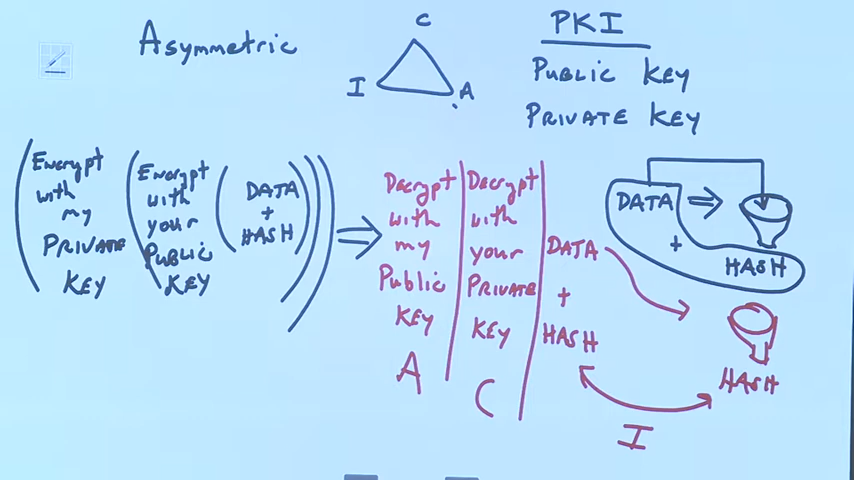 Asymmetric
C
I
A
PKI
Public Key
Private Key
Encrypt
with
my
Private
Key
Encrypt
with
your
Public
Key
Data
+
Hash
Decrypt
with
my
Public
Key
A
Decrypt
with
your
Private
Key
C
Data
+
Hash
Data
+
Hash
Hash
I